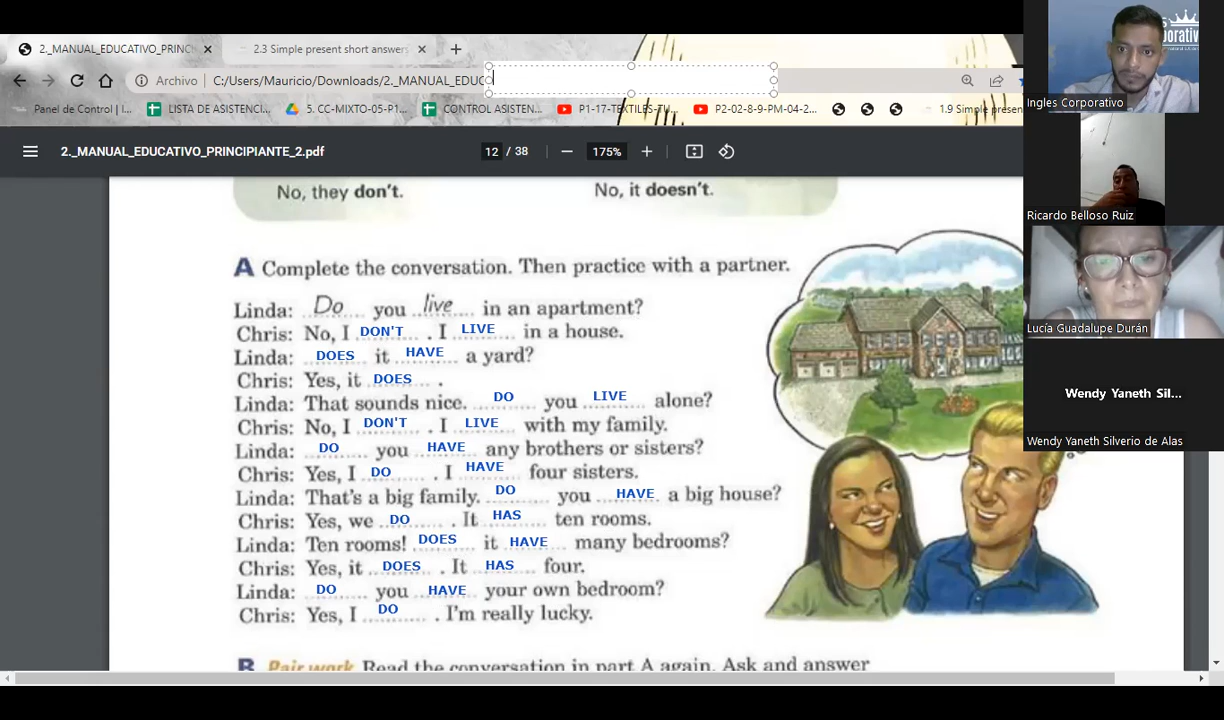 2._MANUAL_EDUCATIVO_PRINCI
2.3 Simple present short answers
Archivo
C:/Users/Mauricio/Downloads/2._MANUAL_EDUC
Panel de Control | I...
LISTA DE ASISTENCI...
5. CC-MIXTO-05-P1...
CONTROL ASISTEN...
P1-17-TEXTILES-TU...
P2-02-8-9-PM-04-2...
1.9 Simple presen
2._MANUAL_EDUCATIVO_PRINCIPIANTE_2.pdf
12 / 38
175%
No, they don't.
No, it doesn't.
A Complete the conversation. Then practice with a partner.
Linda: Do you live in an apartment?
Chris: No, I DON'T . I LIVE in a house.
Linda: DOES it HAVE a yard?
Chris: Yes, it DOES .
Linda: That sounds nice. DO you LIVE alone?
Chris: No, I DON'T . I LIVE with my family.
Linda: DO you HAVE any brothers or sisters?
Chris: Yes, I DO . I HAVE four sisters.
Linda: That's a big family. DO you HAVE a big house?
Chris: Yes, we DO . It HAS ten rooms.
Linda: Ten rooms! DOES it HAVE many bedrooms?
Chris: Yes, it DOES . It HAS four.
Linda: DO you HAVE your own bedroom?
Chris: Yes, I DO . I'm really lucky.
B Pair work Read the conversation in part A again. Ask and answer
Ingles Corporativo
Ricardo Belloso Ruiz
Lucía Guadalupe Durán
Wendy Yaneth Sil...
Wendy Yaneth Silverio de Alas